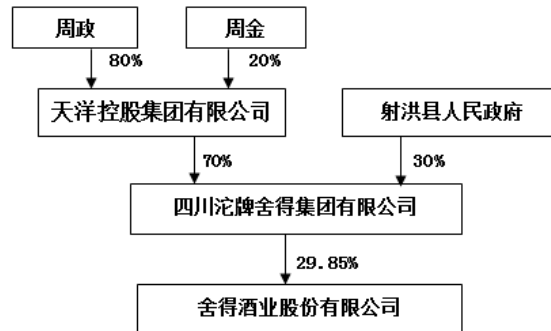 周政
周金
80%
20%
天洋控股集团有限公司
射洪县人民政府
70%
30%
四川沱牌舍得集团有限公司
29.85%
舍得酒业股份有限公司